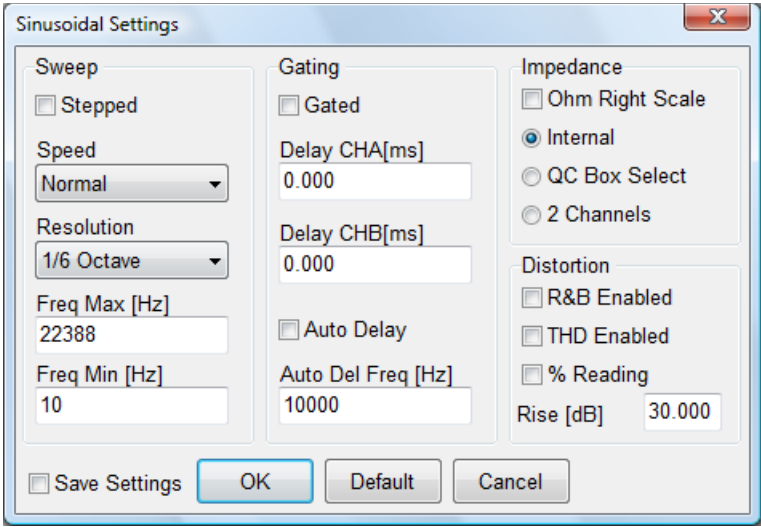 Sinusoidal Settings
Sweep
Stepped
Speed
Normal
Resolution
1/6 Octave
Freq Max [Hz]
22388
Freq Min [Hz]
10
Gating
Gated
Delay CHA[ms]
0.000
Delay CHB[ms]
0.000
Auto Delay
Auto Del Freq [Hz]
10000
Impedance
Ohm Right Scale
Internal
QC Box Select
2 Channels
Distortion
R&B Enabled
THD Enabled
% Reading
Rise [dB] 30.000
Save Settings OK Default Cancel